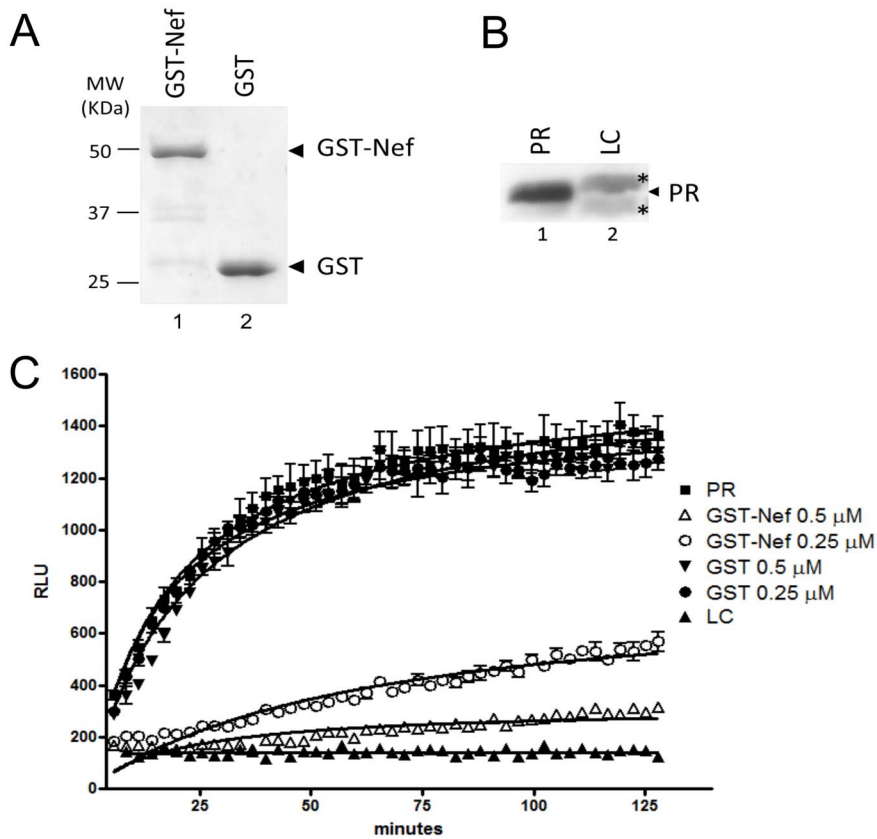 A
GST-Nef
GST
MW
(KDa)
50
GST-Nef
37
GST
25
1 2
B
PR
LC
*
PR
*
1 2
C
1600
1400
1200
1000
800
600
400
200
0
RLU
25 50 75 100 125
minutes
PR
GST-Nef 0.5 μM
GST-Nef 0.25 μM
GST 0.5 μM
GST 0.25 μM
LC